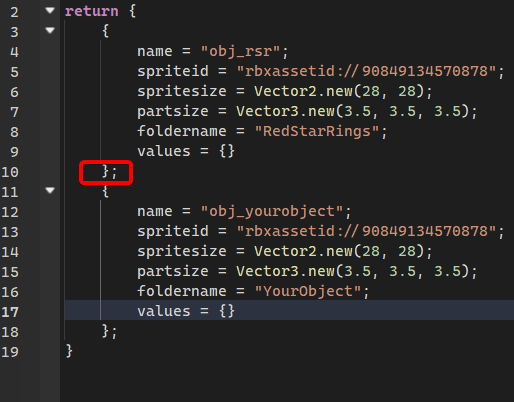 2 return {
3 {
4 name = "obj_rsr";
5 spriteid = "rbxassetid://90849134570878";
6 spritesize = Vector2.new(28, 28);
7 partsize = Vector3.new(3.5, 3.5, 3.5);
8 foldername = "RedStarRings";
9 values = {}
10 };
11 {
12 name = "obj_yourobject";
13 spriteid = "rbxassetid://90849134570878";
14 spritesize = Vector2.new(28, 28);
15 partsize = Vector3.new(3.5, 3.5, 3.5);
16 foldername = "YourObject";
17 values = {}
18 };
19 }